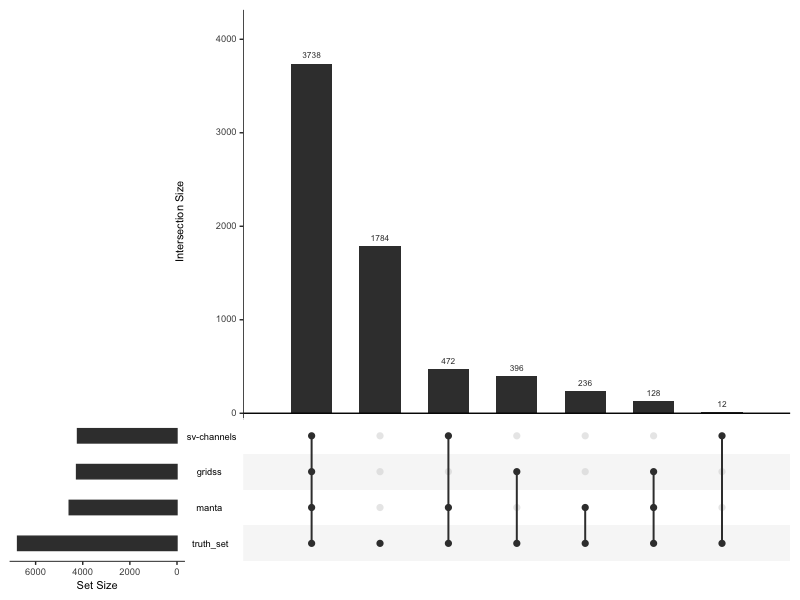 4000
3000
2000
1000
0
Intersection Size
3738
1784
472
396
236
128
12
sv-channels
gridss
manta
truth_set
6000 4000 2000 0
Set Size